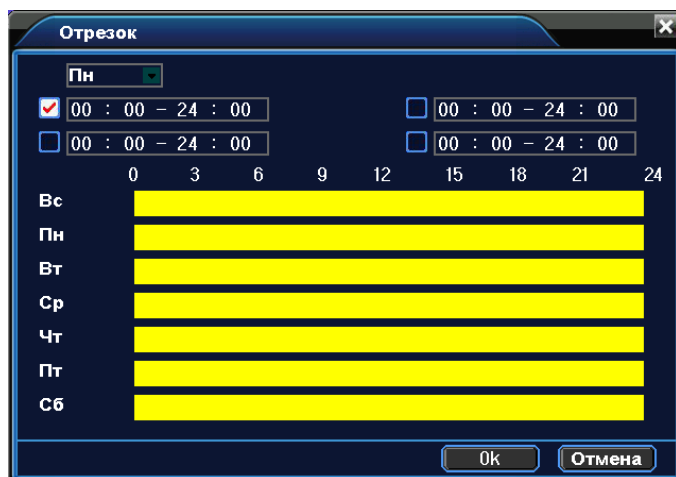 Отрезок
Пн
00 : 00 - 24 : 00 00 : 00 - 24 : 00
00 : 00 - 24 : 00 00 : 00 - 24 : 00
0 3 6 9 12 15 18 21 24
Вс
Пн
Вт
Ср
Чт
Пт
Сб
Ok Отмена